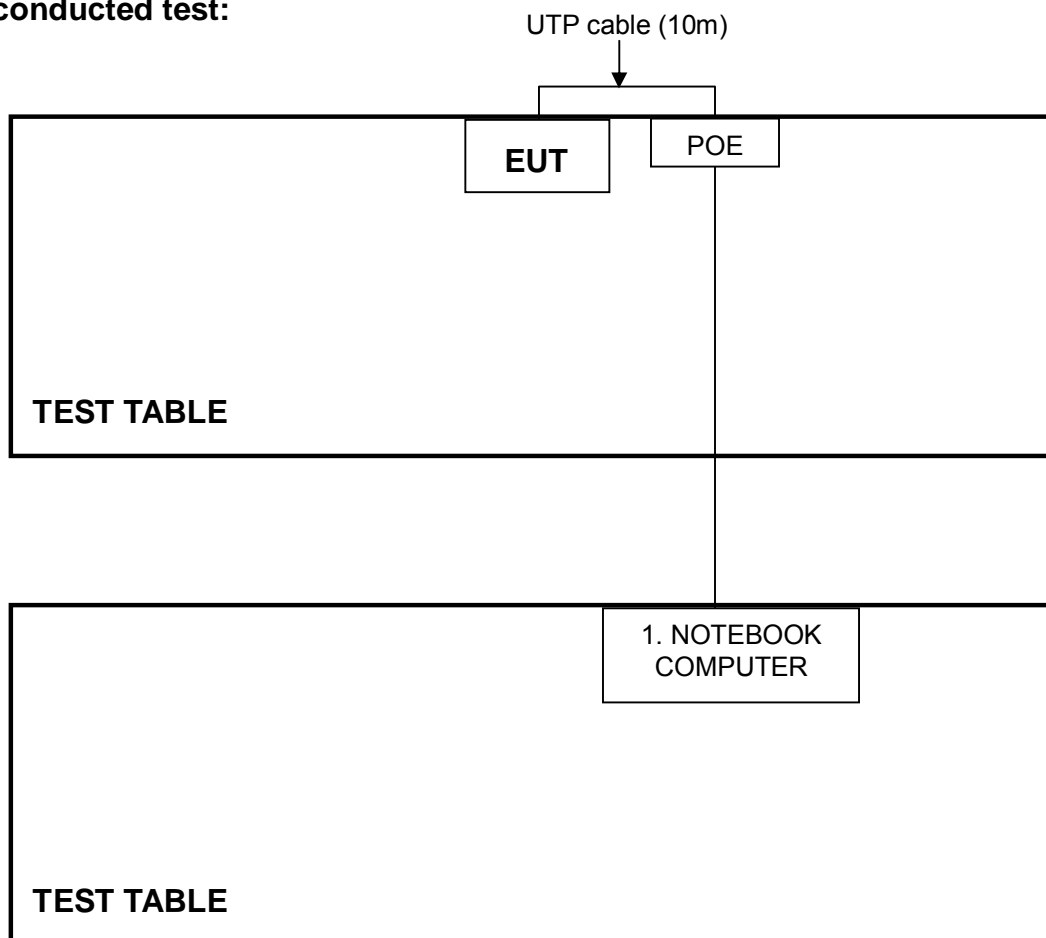 conducted test:
UTP cable (10m)
EUT
POE
TEST TABLE
1. NOTEBOOK
COMPUTER
TEST TABLE